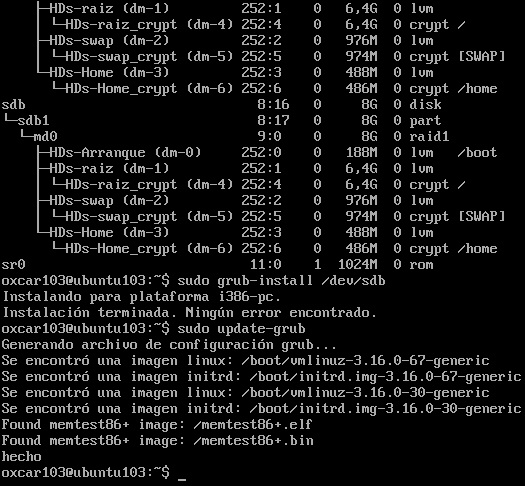 ├─HDs-raiz (dm-1) 252:1 0 6,4G 0 lvm
│ └─HDs-raiz_crypt (dm-4) 252:4 0 6,4G 0 crypt /
├─HDs-swap (dm-2) 252:2 0 976M 0 lvm
│ └─HDs-swap_crypt (dm-5) 252:5 0 974M 0 crypt [SWAP]
└─HDs-Home (dm-3) 252:3 0 488M 0 lvm
└─HDs-Home_crypt (dm-6) 252:6 0 486M 0 crypt /home
sdb 8:16 0 8G 0 disk
└─sdb1 8:17 0 8G 0 part
└─md0 9:0 0 8G 0 raid1
├─HDs-Arranque (dm-0) 252:0 0 188M 0 lvm /boot
├─HDs-raiz (dm-1) 252:1 0 6,4G 0 lvm
│ └─HDs-raiz_crypt (dm-4) 252:4 0 6,4G 0 crypt /
├─HDs-swap (dm-2) 252:2 0 976M 0 lvm
│ └─HDs-swap_crypt (dm-5) 252:5 0 974M 0 crypt [SWAP]
└─HDs-Home (dm-3) 252:3 0 488M 0 lvm
└─HDs-Home_crypt (dm-6) 252:6 0 486M 0 crypt /home
sr0 11:0 1 1024M 0 rom
oxcar103@ubuntu103:~$ sudo grub-install /dev/sdb
Instalando para plataforma i386-pc.
Instalación terminada. Ningún error encontrado.
oxcar103@ubuntu103:~$ sudo update-grub
Generando archivo de configuración grub...
Se encontró una imagen linux: /boot/vmlinuz-3.16.0-67-generic
Se encontró una imagen initrd: /boot/initrd.img-3.16.0-67-generic
Se encontró una imagen linux: /boot/vmlinuz-3.16.0-30-generic
Se encontró una imagen initrd: /boot/initrd.img-3.16.0-30-generic
Found memtest86+ image: /memtest86+.elf
Found memtest86+ image: /memtest86+.bin
hecho
oxcar103@ubuntu103:~$ _